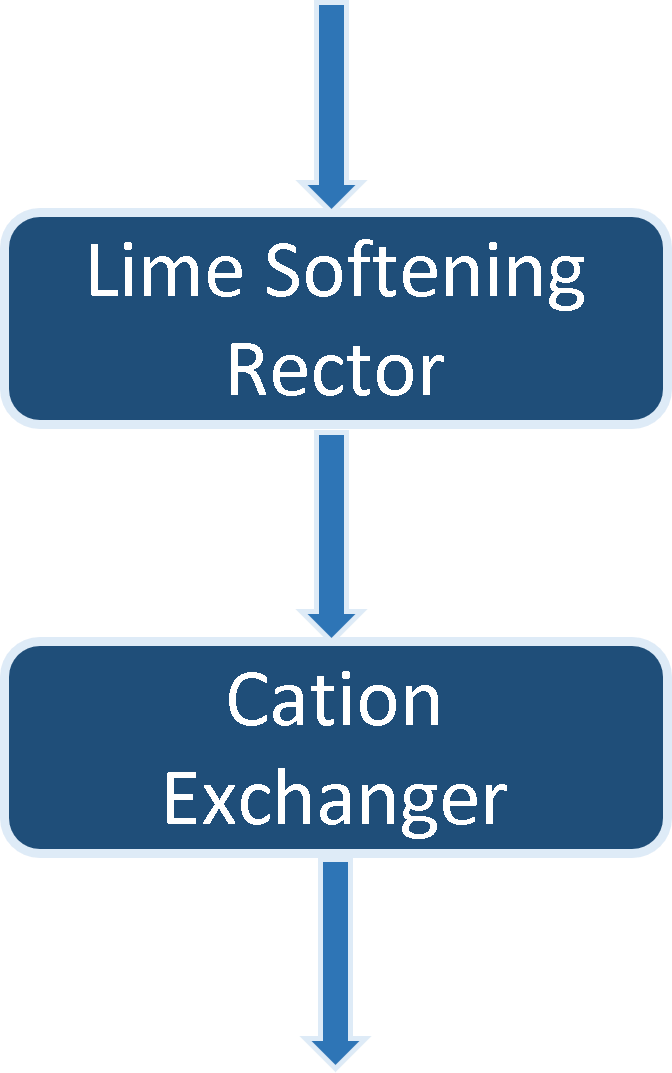 Lime Softening
Rector
Cation
Exchanger